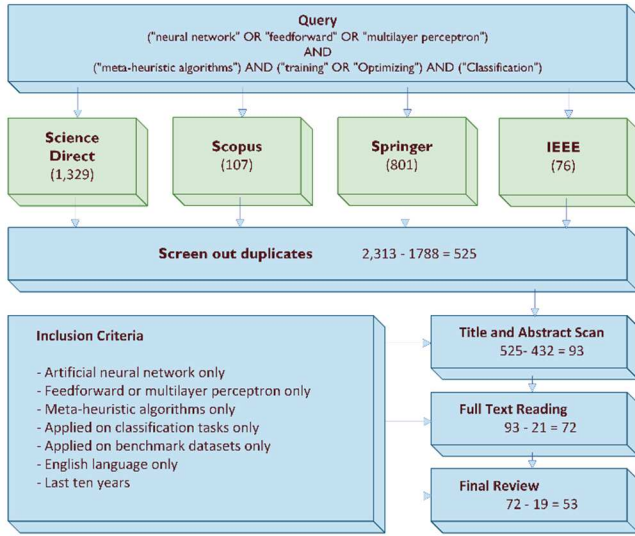 Query
("neural network" OR "feedforward" OR "multilayer perceptron")
AND
("meta-heuristic algorithms") AND ("training" OR "Optimizing") AND ("Classification")
Science
Direct
(1,329)
Scopus
(107)
Springer
(801)
IEEE
(76)
Screen out duplicates 2,313 - 1788 = 525
Inclusion Criteria
- Artificial neural network only
- Feedforward or multilayer perceptron only
- Meta-heuristic algorithms only
- Applied on classification tasks only
- Applied on benchmark datasets only
- English language only
- Last ten years
Title and Abstract Scan
525- 432 = 93
Full Text Reading
93 - 21 = 72
Final Review
72 - 19 = 53